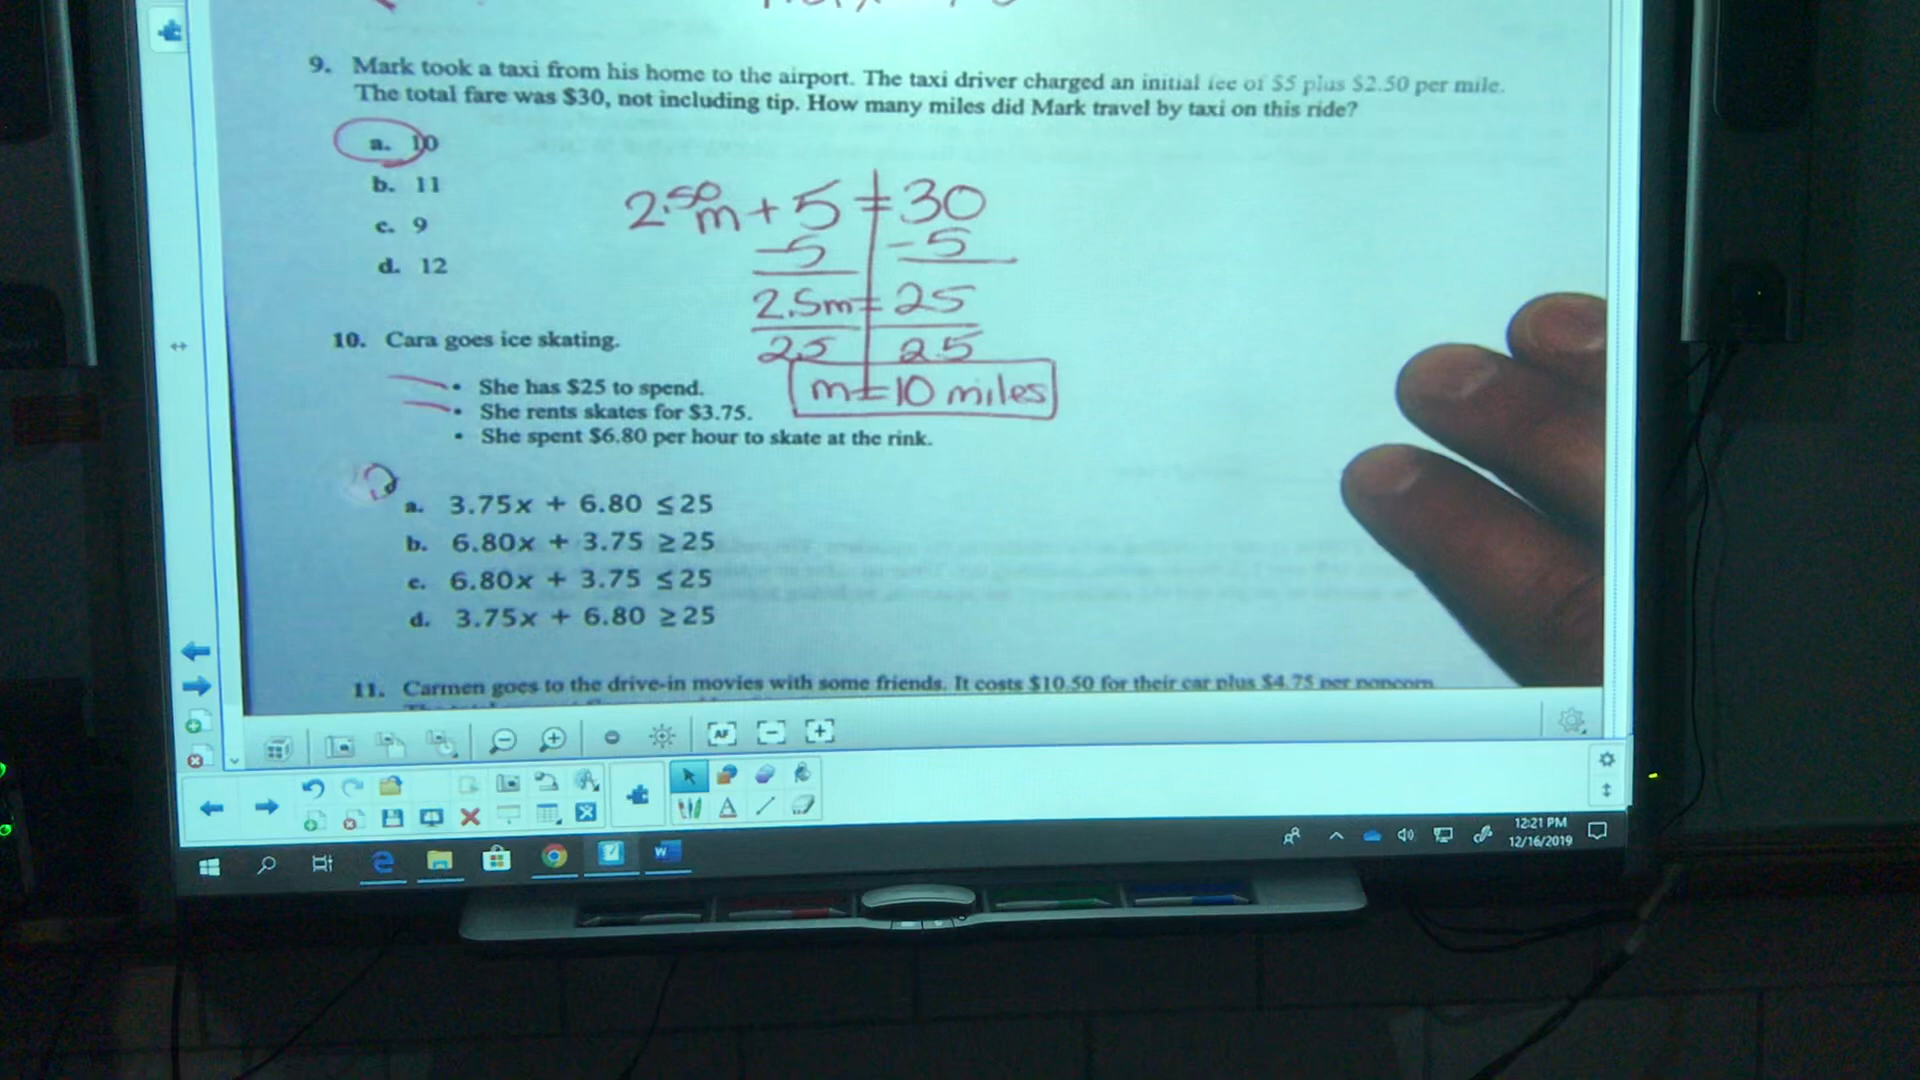 9. Mark took a taxi from his home to the airport. The taxi driver charged an initial fee of $5 plus $2.50 per mile.
The total fare was $30, not including tip. How many miles did Mark travel by taxi on this ride?
a. 10
b. 11
c. 9
d. 12
2.50m + 5 = 30
-5 -5
2.5m = 25
2.5 2.5
m = 10 miles
10. Cara goes ice skating.
• She has $25 to spend.
• She rents skates for $3.75.
• She spent $6.80 per hour to skate at the rink.
a. 3.75x + 6.80 ≤ 25
b. 6.80x + 3.75 ≥ 25
c. 6.80x + 3.75 ≤ 25
d. 3.75x + 6.80 ≥ 25
11. Carmen goes to the drive-in movies with some friends. It costs $10.50 for their car plus $4.75 per
AF
A
12:21 PM
12/16/2019